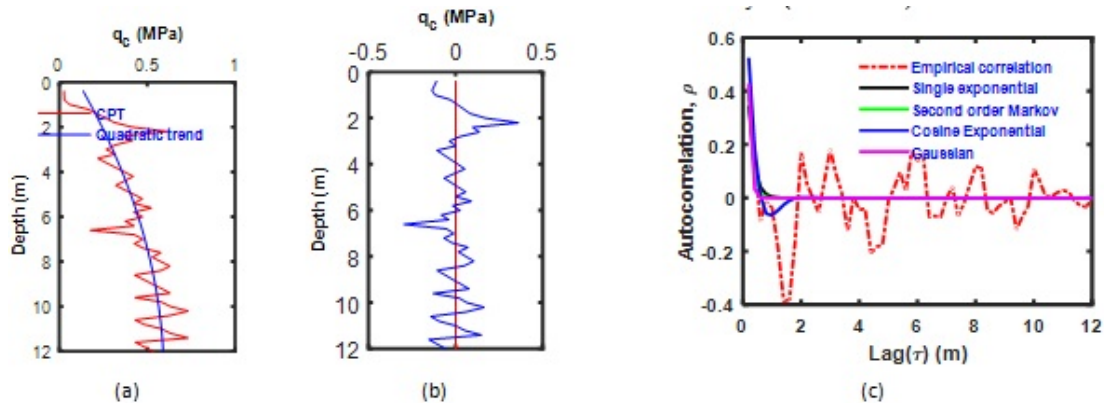 q_c (MPa)
0 0.5 1
0
2
4
6
8
10
12
Depth (m)
CPT
Quadratic trend
(a)
q_c (MPa)
-0.5 0 0.5
0
2
4
6
8
10
12
Depth (m)
(b)
0.6
0.4
0.2
0
-0.2
-0.4
Autocorrelation, ρ
Empirical correlation
Single exponential
Second order Markov
Cosine Exponential
Gaussian
0 2 4 6 8 10 12
Lag(τ) (m)
(c)